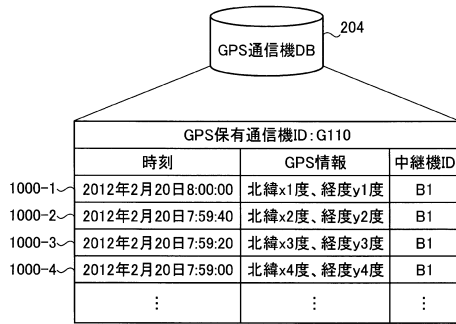 204
GPS通信機DB
GPS保有通信機ID:G110
時刻 GPS情報 中継機ID
1000-1 2012年2月20日8:00:00 北緯x1度、経度y1度 B1
1000-2 2012年2月20日7:59:40 北緯x2度、経度y2度 B1
1000-3 2012年2月20日7:59:20 北緯x3度、経度y3度 B1
1000-4 2012年2月20日7:59:00 北緯x4度、経度y4度 B1
⋮ ⋮ ⋮